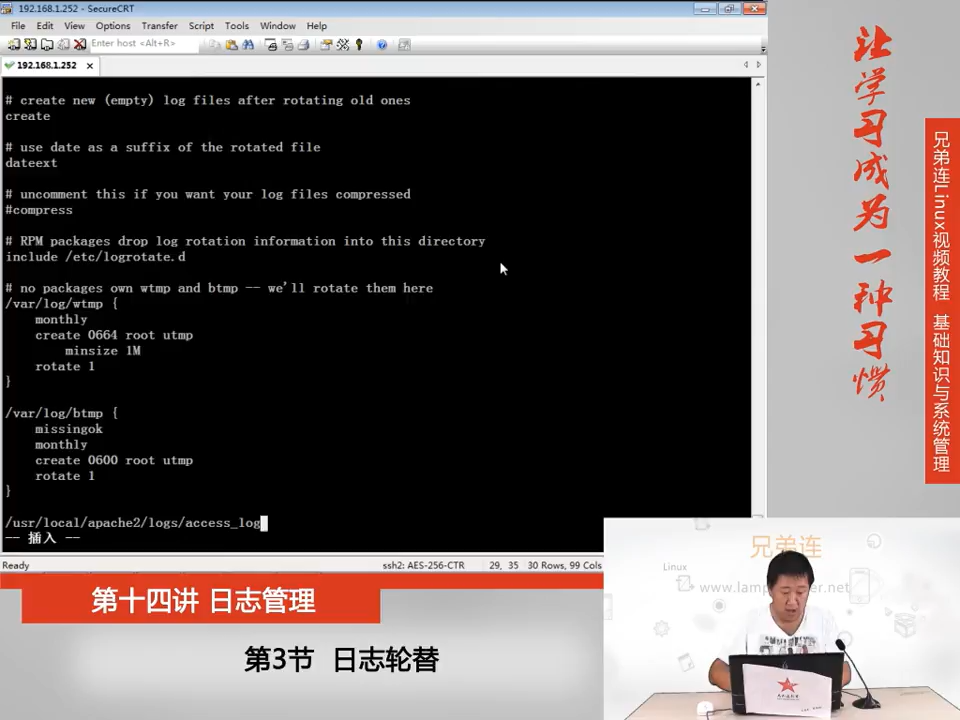 192.168.1.252 - SecureCRT
File Edit View Options Transfer Script Tools Window Help
Enter host <Alt+R>
192.168.1.252
# create new (empty) log files after rotating old ones
create
# use date as a suffix of the rotated file
dateext
# uncomment this if you want your log files compressed
#compress
# RPM packages drop log rotation information into this directory
include /etc/logrotate.d
# no packages own wtmp and btmp -- we'll rotate them here
/var/log/wtmp {
    monthly
    create 0664 root utmp
        minsize 1M
    rotate 1
}
/var/log/btmp {
    missingok
    monthly
    create 0600 root utmp
    rotate 1
}
/usr/local/apache2/logs/access_log
-- 插入 --
Ready ssh2: AES-256-CTR 29, 35 30 Rows, 99 Cols
第十四讲 日志管理
第3节 日志轮替
让学习成为一种习惯
兄弟连Linux视频教程 基础知识与系统管理
兄弟连
Linux